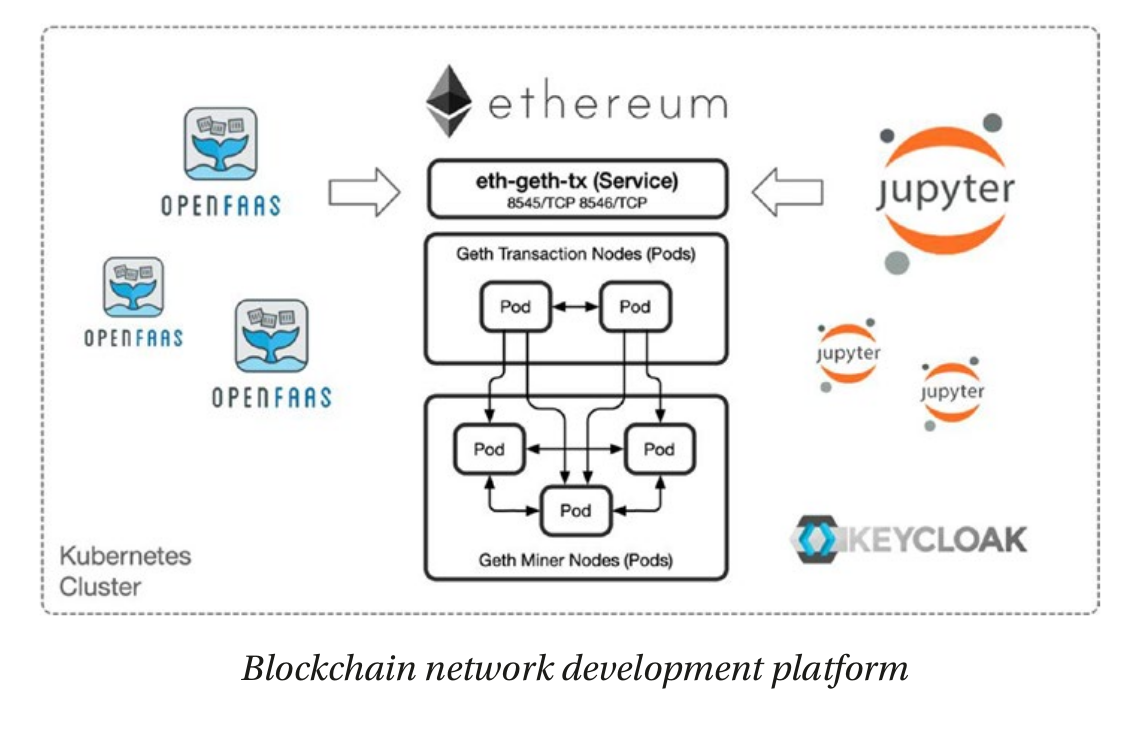 ethereum
OPENFAAS
eth-geth-tx (Service)
8545/TCP 8546/TCP
jupyter
Geth Transaction Nodes (Pods)
Pod
Pod
OPENFAAS
OPENFAAS
jupyter
jupyter
Pod
Pod
Pod
Geth Miner Nodes (Pods)
KEYCLOAK
Kubernetes
Cluster
Blockchain network development platform